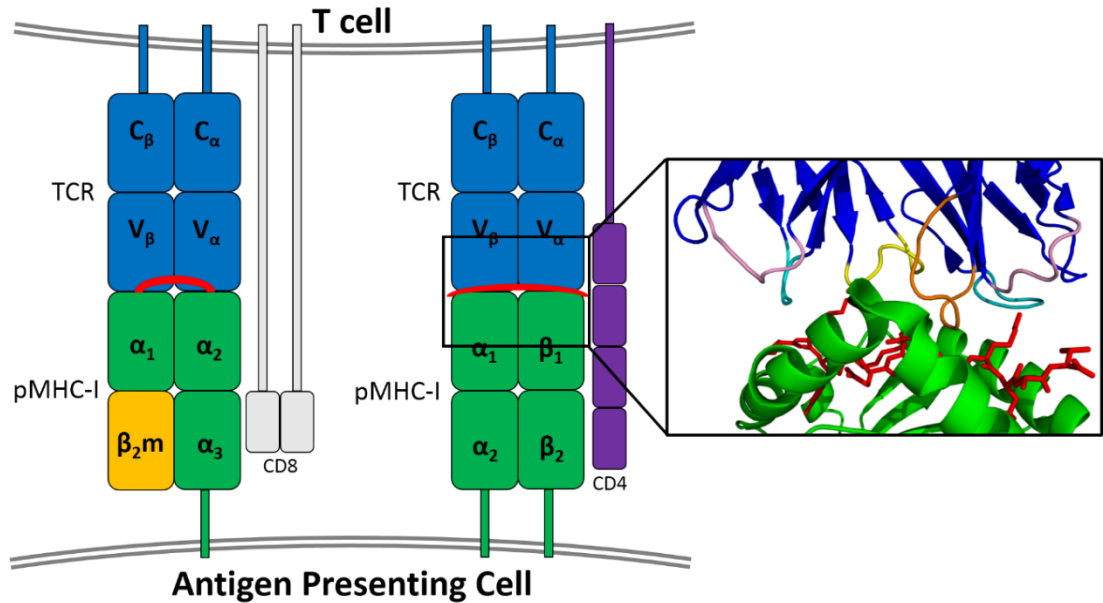 T cell
Cβ Cα
TCR
Vβ Vα
α1 α2
pMHC-I
β2m α3
CD8
Cβ Cα
TCR
Vβ Vα
α1 β1
pMHC-I
α2 β2
CD4
Antigen Presenting Cell